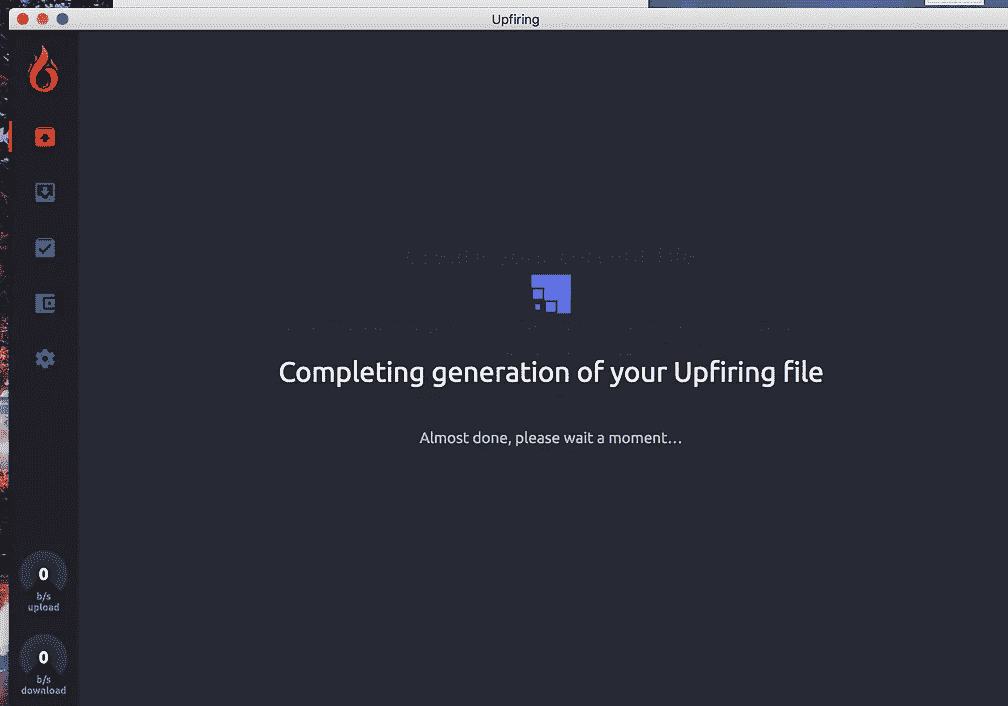 Upfiring
Completing generation of your Upfiring file
Almost done, please wait a moment...
0
b/s
upload
0
b/s
download